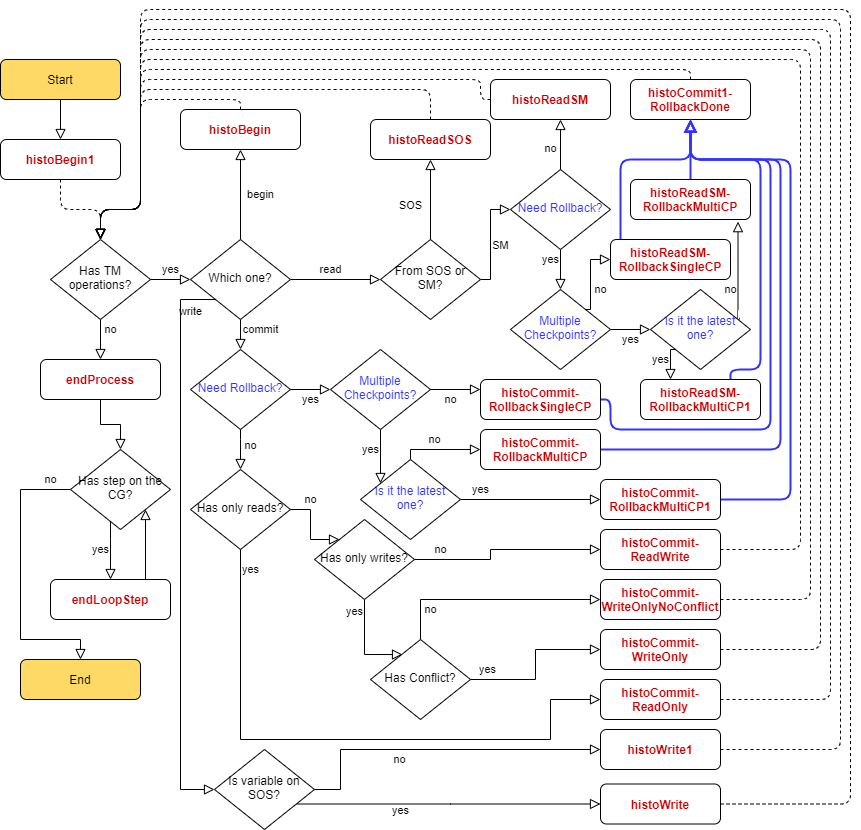 Start
histoBegin1
histoBegin
histoReadSOS
histoReadSM
histoCommit1-
RollbackDone
begin
SOS
SM
no
Need Rollback?
yes
histoReadSM-
RollbackMultiCP
histoReadSM-
RollbackSingleCP
no
no
Has TM
operations?
yes
Which one?
read
From SOS or
SM?
write
commit
Multiple
Checkpoints?
yes
Is it the latest
one?
yes
histoReadSM-
RollbackMultiCP1
no
endProcess
Need Rollback?
yes
Multiple
Checkpoints?
no
histoCommit-
RollbackSingleCP
no
yes
no
histoCommit-
RollbackMultiCP
Has step on the
CG?
no
yes
endLoopStep
End
Is it the latest
one?
yes
histoCommit-
RollbackMultiCP1
Has only reads?
no
yes
Has only writes?
no
histoCommit-
ReadWrite
yes
no
histoCommit-
WriteOnlyNoConflict
Has Conflict?
yes
histoCommit-
WriteOnly
histoCommit-
ReadOnly
Is variable on
SOS?
no
histoWrite1
yes
histoWrite